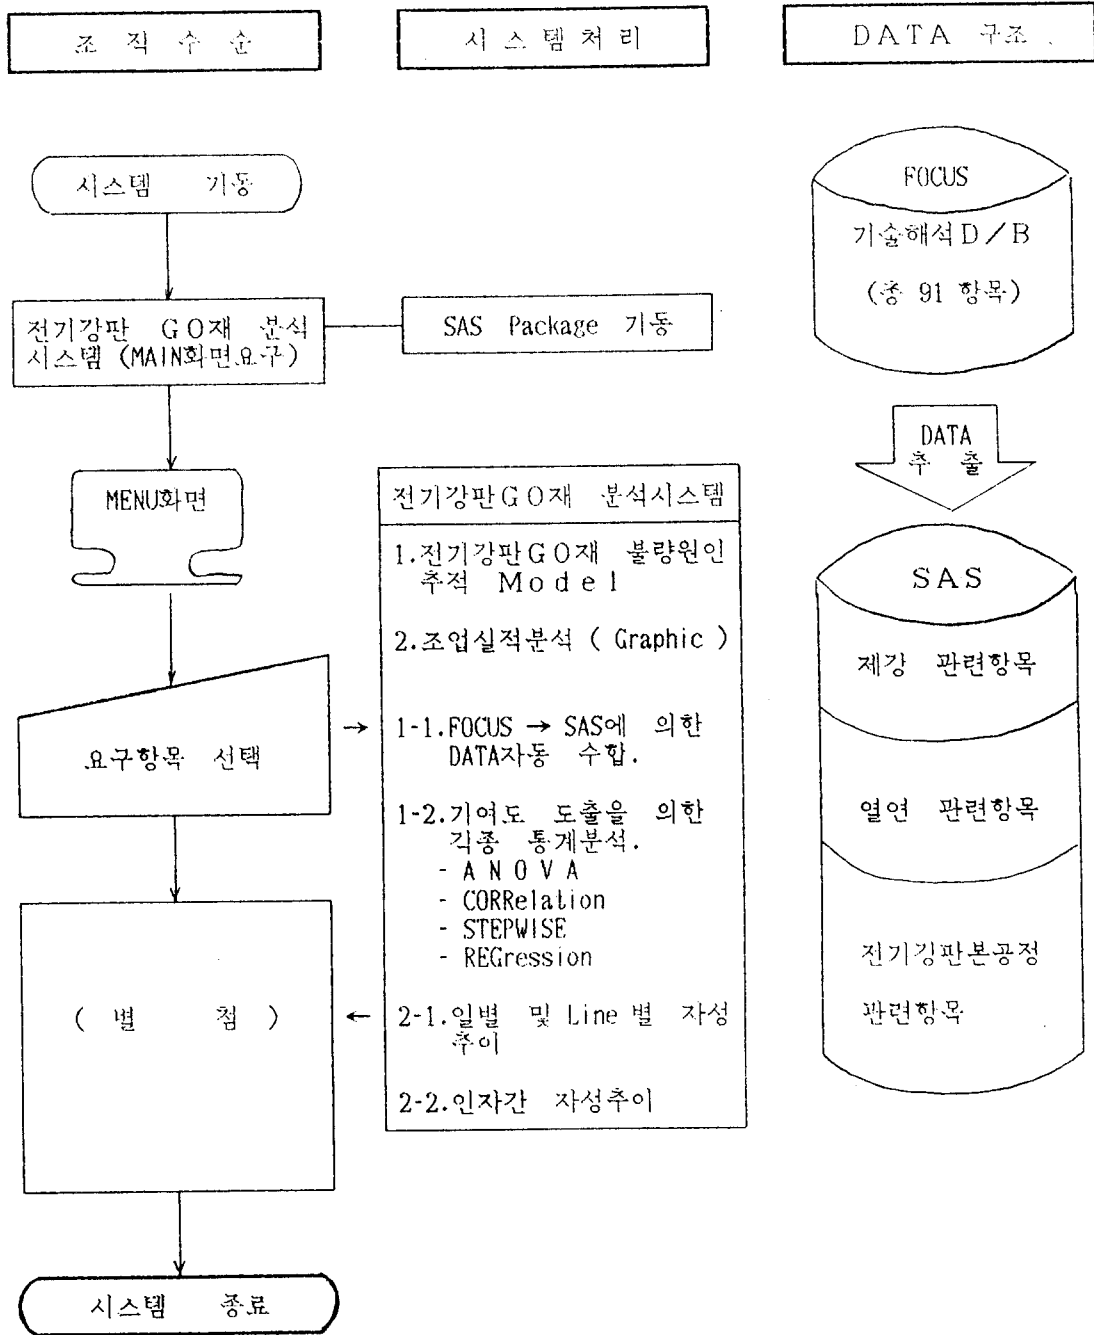 조 직 수 순
시 스 템 처 리
DATA 구조
시스템 기동
전기강판 GO재 분석
시스템 (MAIN화면요구)
SAS Package 기동
MENU화면
요구항목 선택
( 별 첨 )
시스템 종료
전기강판GO재 분석시스템
1.전기강판GO재 불량원인
추적 Model
2.조업실적분석 ( Graphic )
1-1.FOCUS → SAS에 의한
DATA자동 수합.
1-2.기여도 도출을 의한
각종 통계분석.
- A N O V A
- CORRelation
- STEPWISE
- REGression
2-1.일별 및 Line 별 자성
추이
2-2.인자간 자성추이
FOCUS
기술해석D/B
(총 91 항목)
DATA
추 출
SAS
제강 관련항목
열연 관련항목
전기강판본공정
관련항목